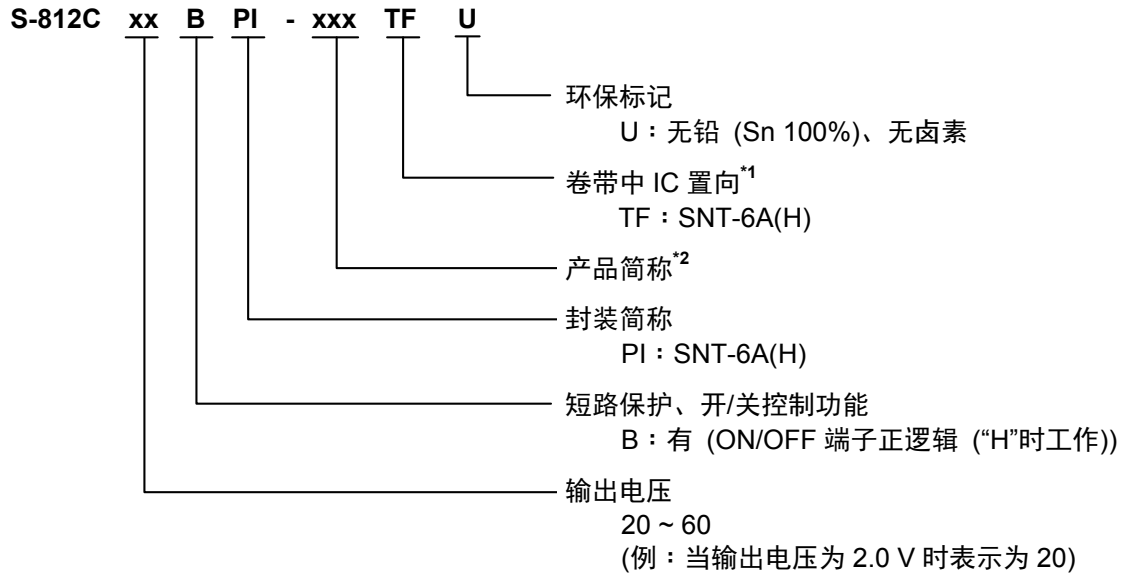 S-812C xx B PI - xxx TF U
环保标记
U：无铅 (Sn 100%)、无卤素
卷带中 IC 置向*1
TF：SNT-6A(H)
产品简称*2
封装简称
PI：SNT-6A(H)
短路保护、开/关控制功能
B：有 (ON/OFF 端子正逻辑 (“H”时工作))
输出电压
20 ~ 60
(例：当输出电压为 2.0 V 时表示为 20)